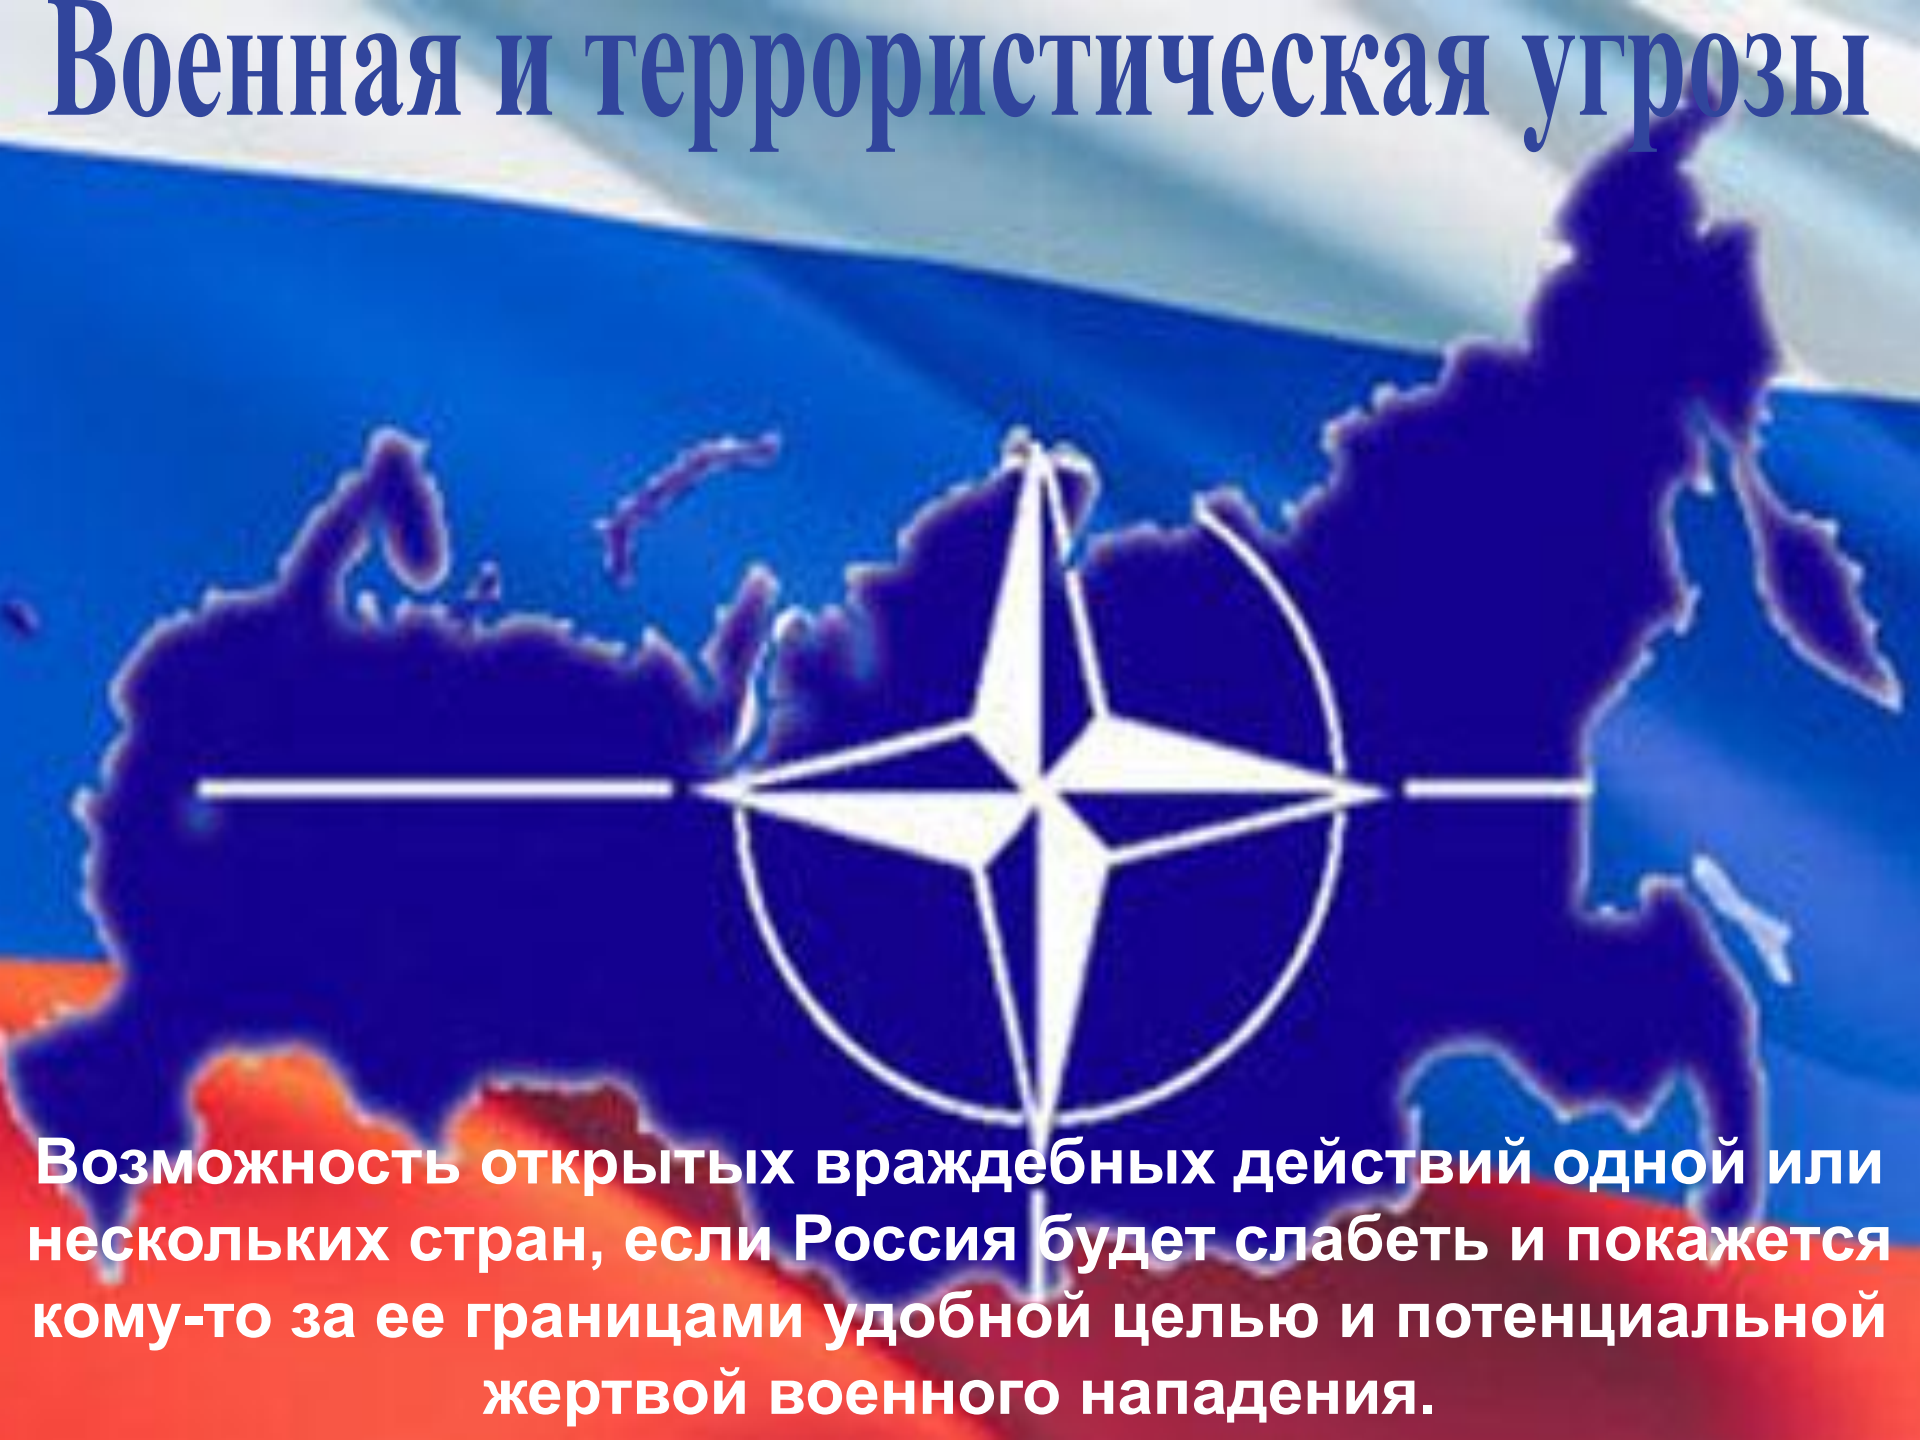 Военная и террористическая угрозы
Возможность открытых враждебных действий одной или
нескольких стран, если Россия будет слабеть и покажется
кому-то за ее границами удобной целью и потенциальной
жертвой военного нападения.